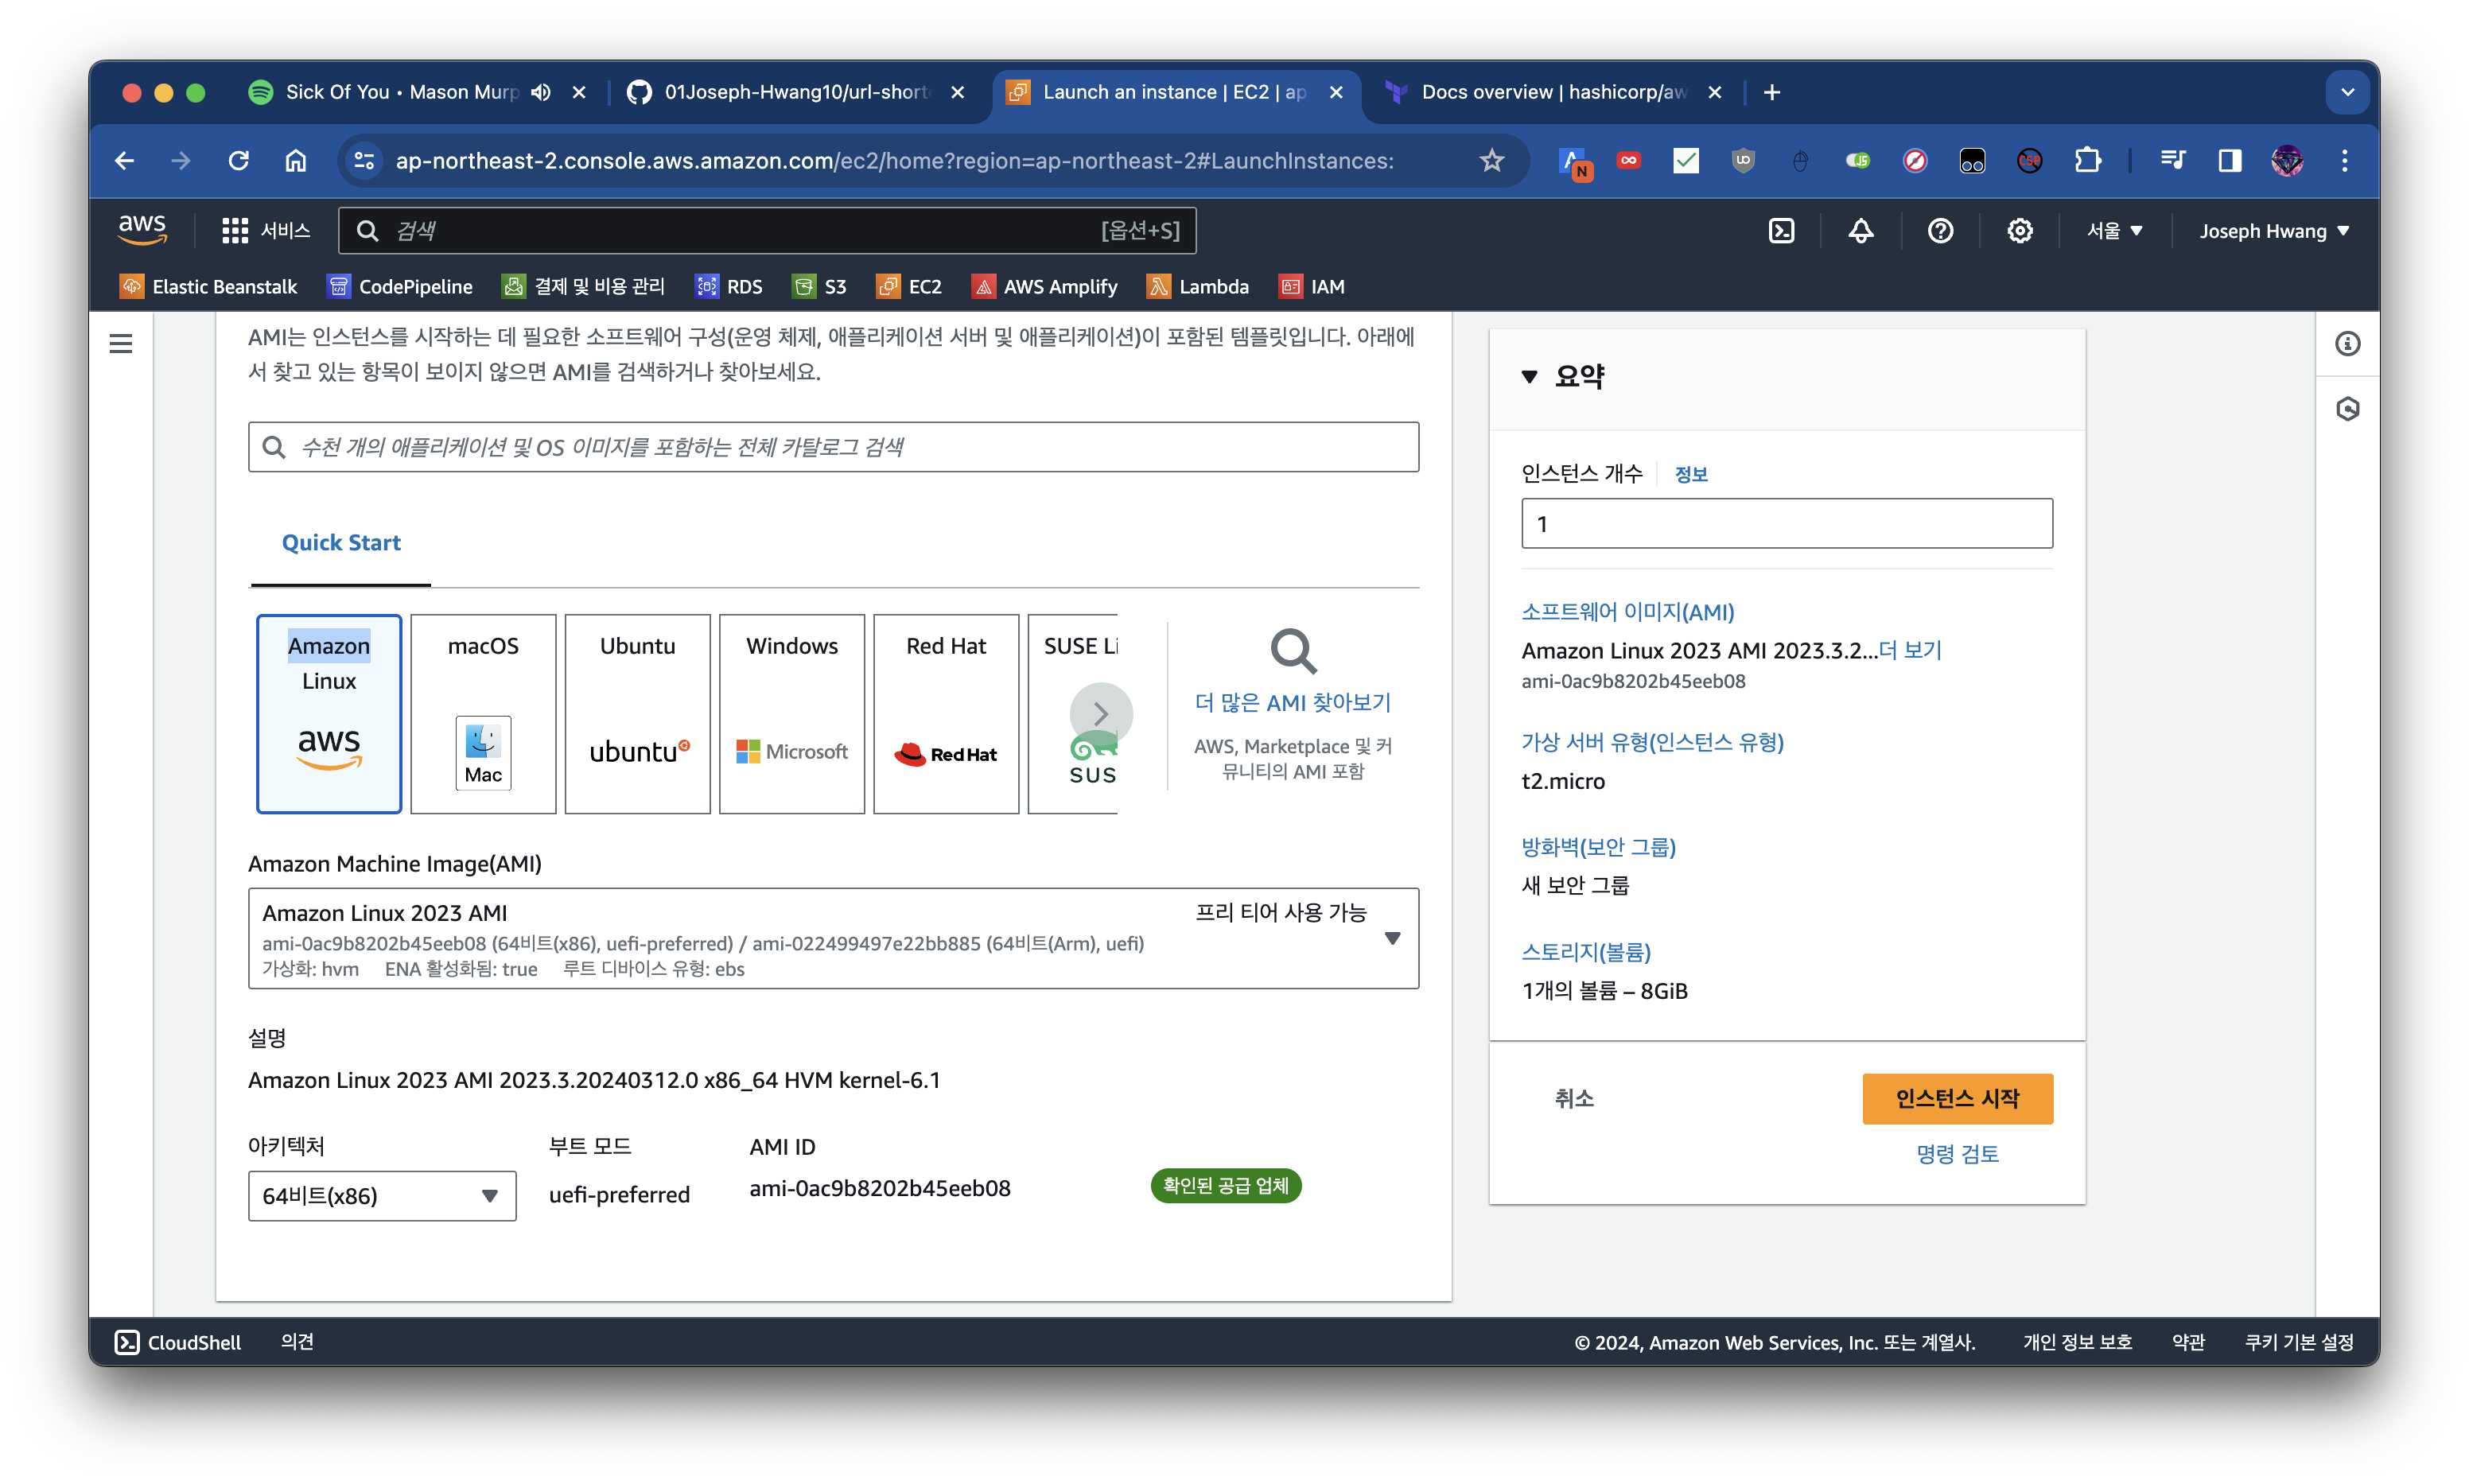 Sick Of You • Mason Murp
01Joseph-Hwang10/url-short
Launch an instance | EC2 | ap
Docs overview | hashicorp/aw
ap-northeast-2.console.aws.amazon.com/ec2/home?region=ap-northeast-2#LaunchInstances:
aws
서비스
검색
[옵션+S]
서울
Joseph Hwang
Elastic Beanstalk
CodePipeline
결제 및 비용 관리
RDS
S3
EC2
AWS Amplify
Lambda
IAM
AMI는 인스턴스를 시작하는 데 필요한 소프트웨어 구성(운영 체제, 애플리케이션 서버 및 애플리케이션)이 포함된 템플릿입니다. 아래에
서 찾고 있는 항목이 보이지 않으면 AMI를 검색하거나 찾아보세요.
수천 개의 애플리케이션 및 OS 이미지를 포함하는 전체 카탈로그 검색
Quick Start
Amazon
Linux
aws
macOS
Mac
Ubuntu
ubuntu
Windows
Microsoft
Red Hat
Red Hat
SUSE Li
SUS
더 많은 AMI 찾아보기
AWS, Marketplace 및 커
뮤니티의 AMI 포함
Amazon Machine Image(AMI)
Amazon Linux 2023 AMI
프리 티어 사용 가능
ami-0ac9b8202b45eeb08 (64비트(x86), uefi-preferred) / ami-022499497e22bb885 (64비트(Arm), uefi)
가상화: hvm ENA 활성화됨: true 루트 디바이스 유형: ebs
설명
Amazon Linux 2023 AMI 2023.3.20240312.0 x86_64 HVM kernel-6.1
아키텍처
64비트(x86)
부트 모드
uefi-preferred
AMI ID
ami-0ac9b8202b45eeb08
확인된 공급 업체
요약
인스턴스 개수
정보
1
소프트웨어 이미지(AMI)
Amazon Linux 2023 AMI 2023.3.2...더 보기
ami-0ac9b8202b45eeb08
가상 서버 유형(인스턴스 유형)
t2.micro
방화벽(보안 그룹)
새 보안 그룹
스토리지(볼륨)
1개의 볼륨 – 8GiB
취소
인스턴스 시작
명령 검토
CloudShell
의견
© 2024, Amazon Web Services, Inc. 또는 계열사.
개인 정보 보호
약관
쿠키 기본 설정